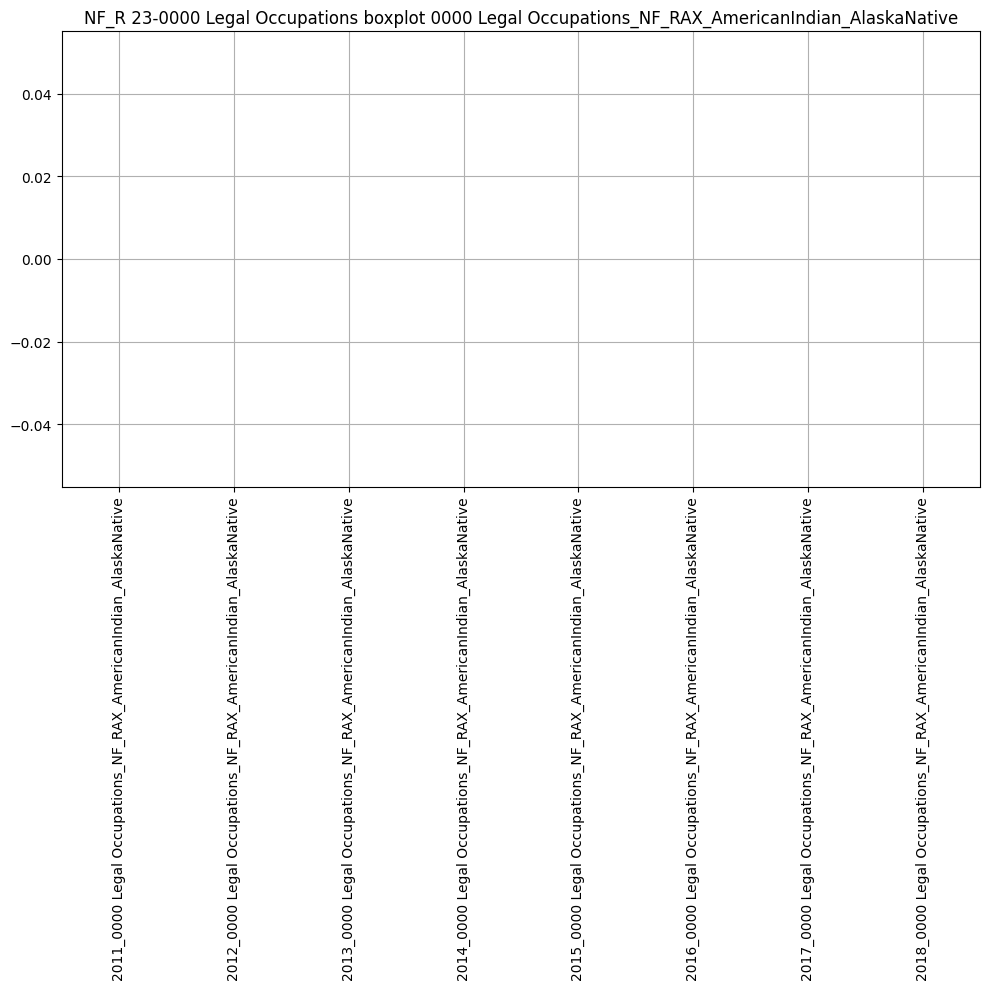 NF_R 23-0000 Legal Occupations boxplot 0000 Legal Occupations_NF_RAX_AmericanIndian_AlaskaNative
0.04
0.02
0.00
−0.02
−0.04
2011_0000 Legal Occupations_NF_RAX_AmericanIndian_AlaskaNative
2012_0000 Legal Occupations_NF_RAX_AmericanIndian_AlaskaNative
2013_0000 Legal Occupations_NF_RAX_AmericanIndian_AlaskaNative
2014_0000 Legal Occupations_NF_RAX_AmericanIndian_AlaskaNative
2015_0000 Legal Occupations_NF_RAX_AmericanIndian_AlaskaNative
2016_0000 Legal Occupations_NF_RAX_AmericanIndian_AlaskaNative
2017_0000 Legal Occupations_NF_RAX_AmericanIndian_AlaskaNative
2018_0000 Legal Occupations_NF_RAX_AmericanIndian_AlaskaNative